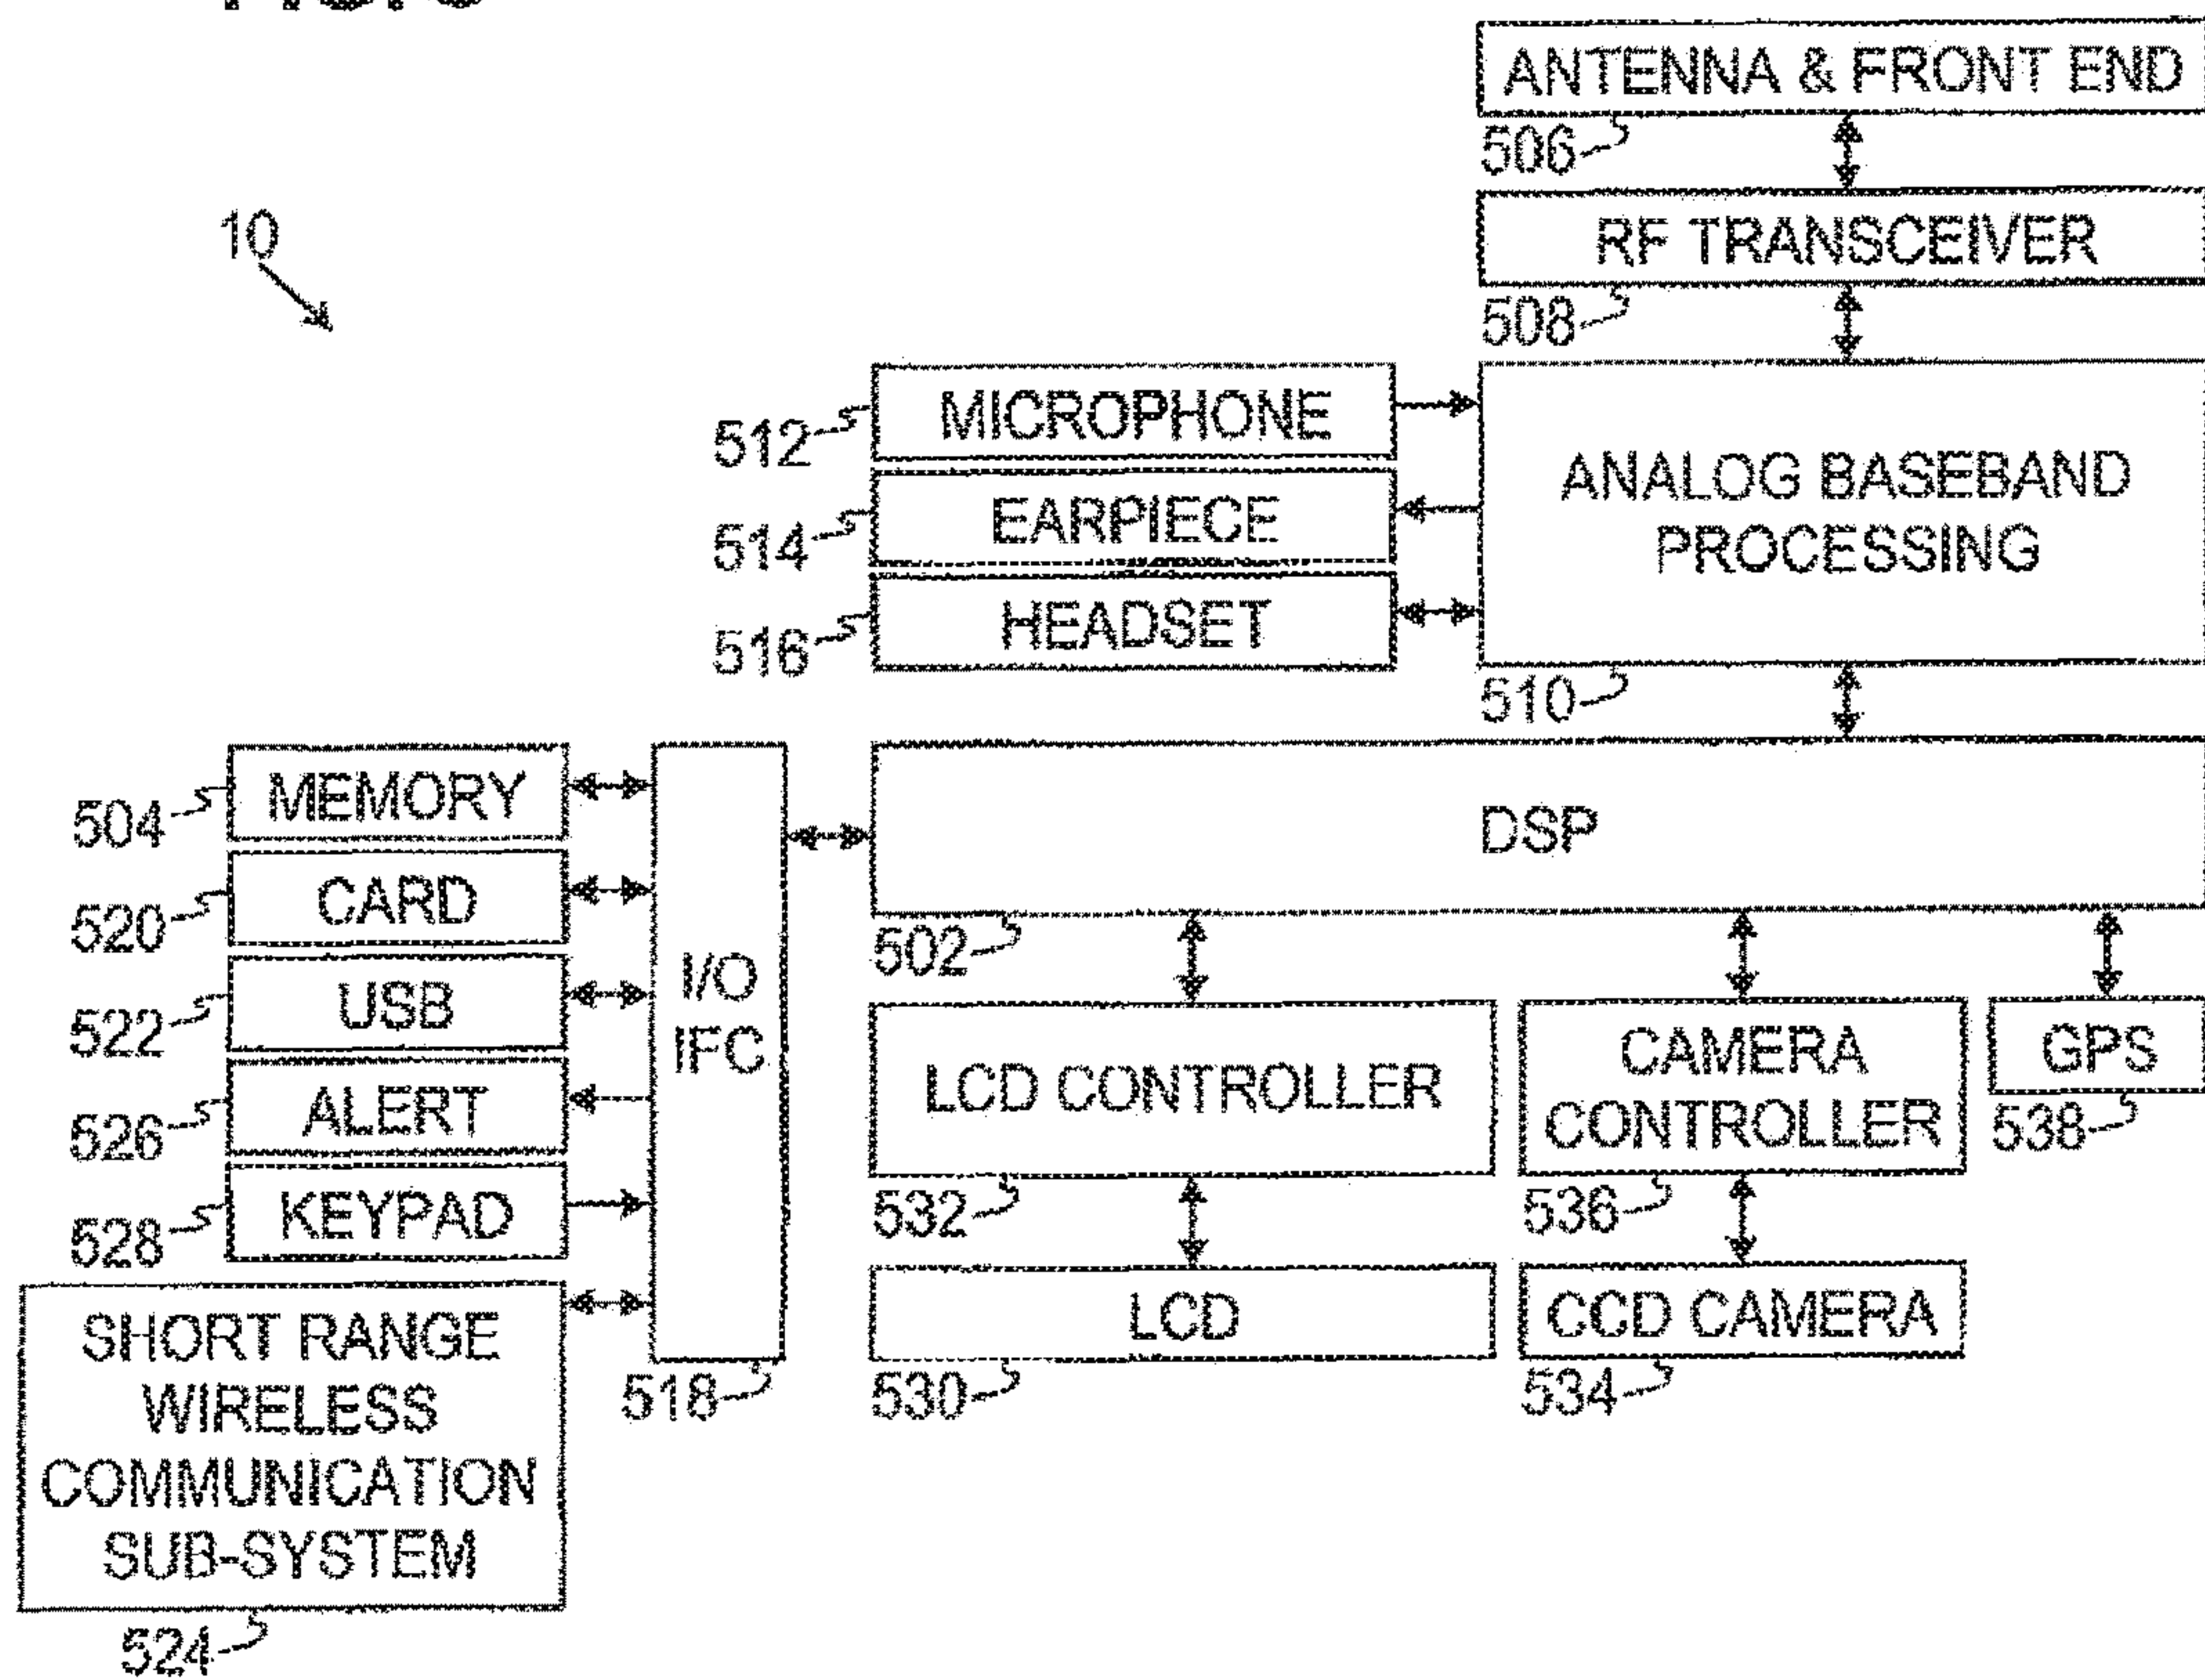 ANTENNA & FRONT END
506
RF TRANSCEIVER
508
10
MICROPHONE
512
EARPIECE
514
HEADSET
516
ANALOG BASEBAND
PROCESSING
510
MEMORY
504
CARD
520
USB
522
ALERT
526
KEYPAD
528
SHORT RANGE
WIRELESS
COMMUNICATION
SUB-SYSTEM
524
I/O
IFC
518
DSP
502
LCD CONTROLLER
532
CAMERA
CONTROLLER
536
GPS
538
LCD
530
CCD CAMERA
534